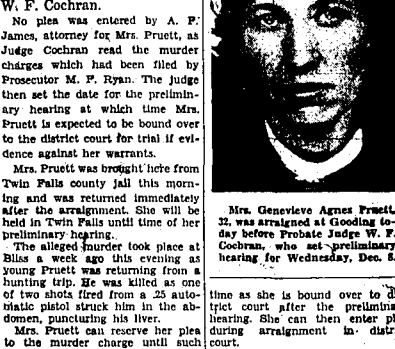 W. F. Cochran.
No plea was entered by A. F.
James, attorney for Mrs. Pruett, as
Judge Cochran read the murder
charges which had been filed by
Prosecutor M. F. Ryan. The judge
then set the date for the prelimin-
ary hearing at which time Mrs.
Pruett is expected to be bound over
to the district court for trial if evi-
dence against her warrants.
Mrs. Pruett was brought here from
Twin Falls county jail this morn-
ing and was returned immediately
after the arraignment. She will be
held in Twin Falls until time of her
preliminary hearing.
The alleged murder took place at
Bliss a week ago this evening as
young Pruett was returning from a
hunting trip. He was killed as one
of two shots fired from a .25 auto-
matic pistol struck him in the ab-
domen, puncturing his liver.
Mrs. Pruett can reserve her plea
to the murder charge until such
Mrs. Genevieve Agnes Pruett,
32, was arraigned at Gooding to-
day before Probate Judge W. F.
Cochran, who set preliminary
hearing for Wednesday, Dec. 8.
time as she is bound over to
trict court after the
hearing. She can then enter
during arraignment in
court.